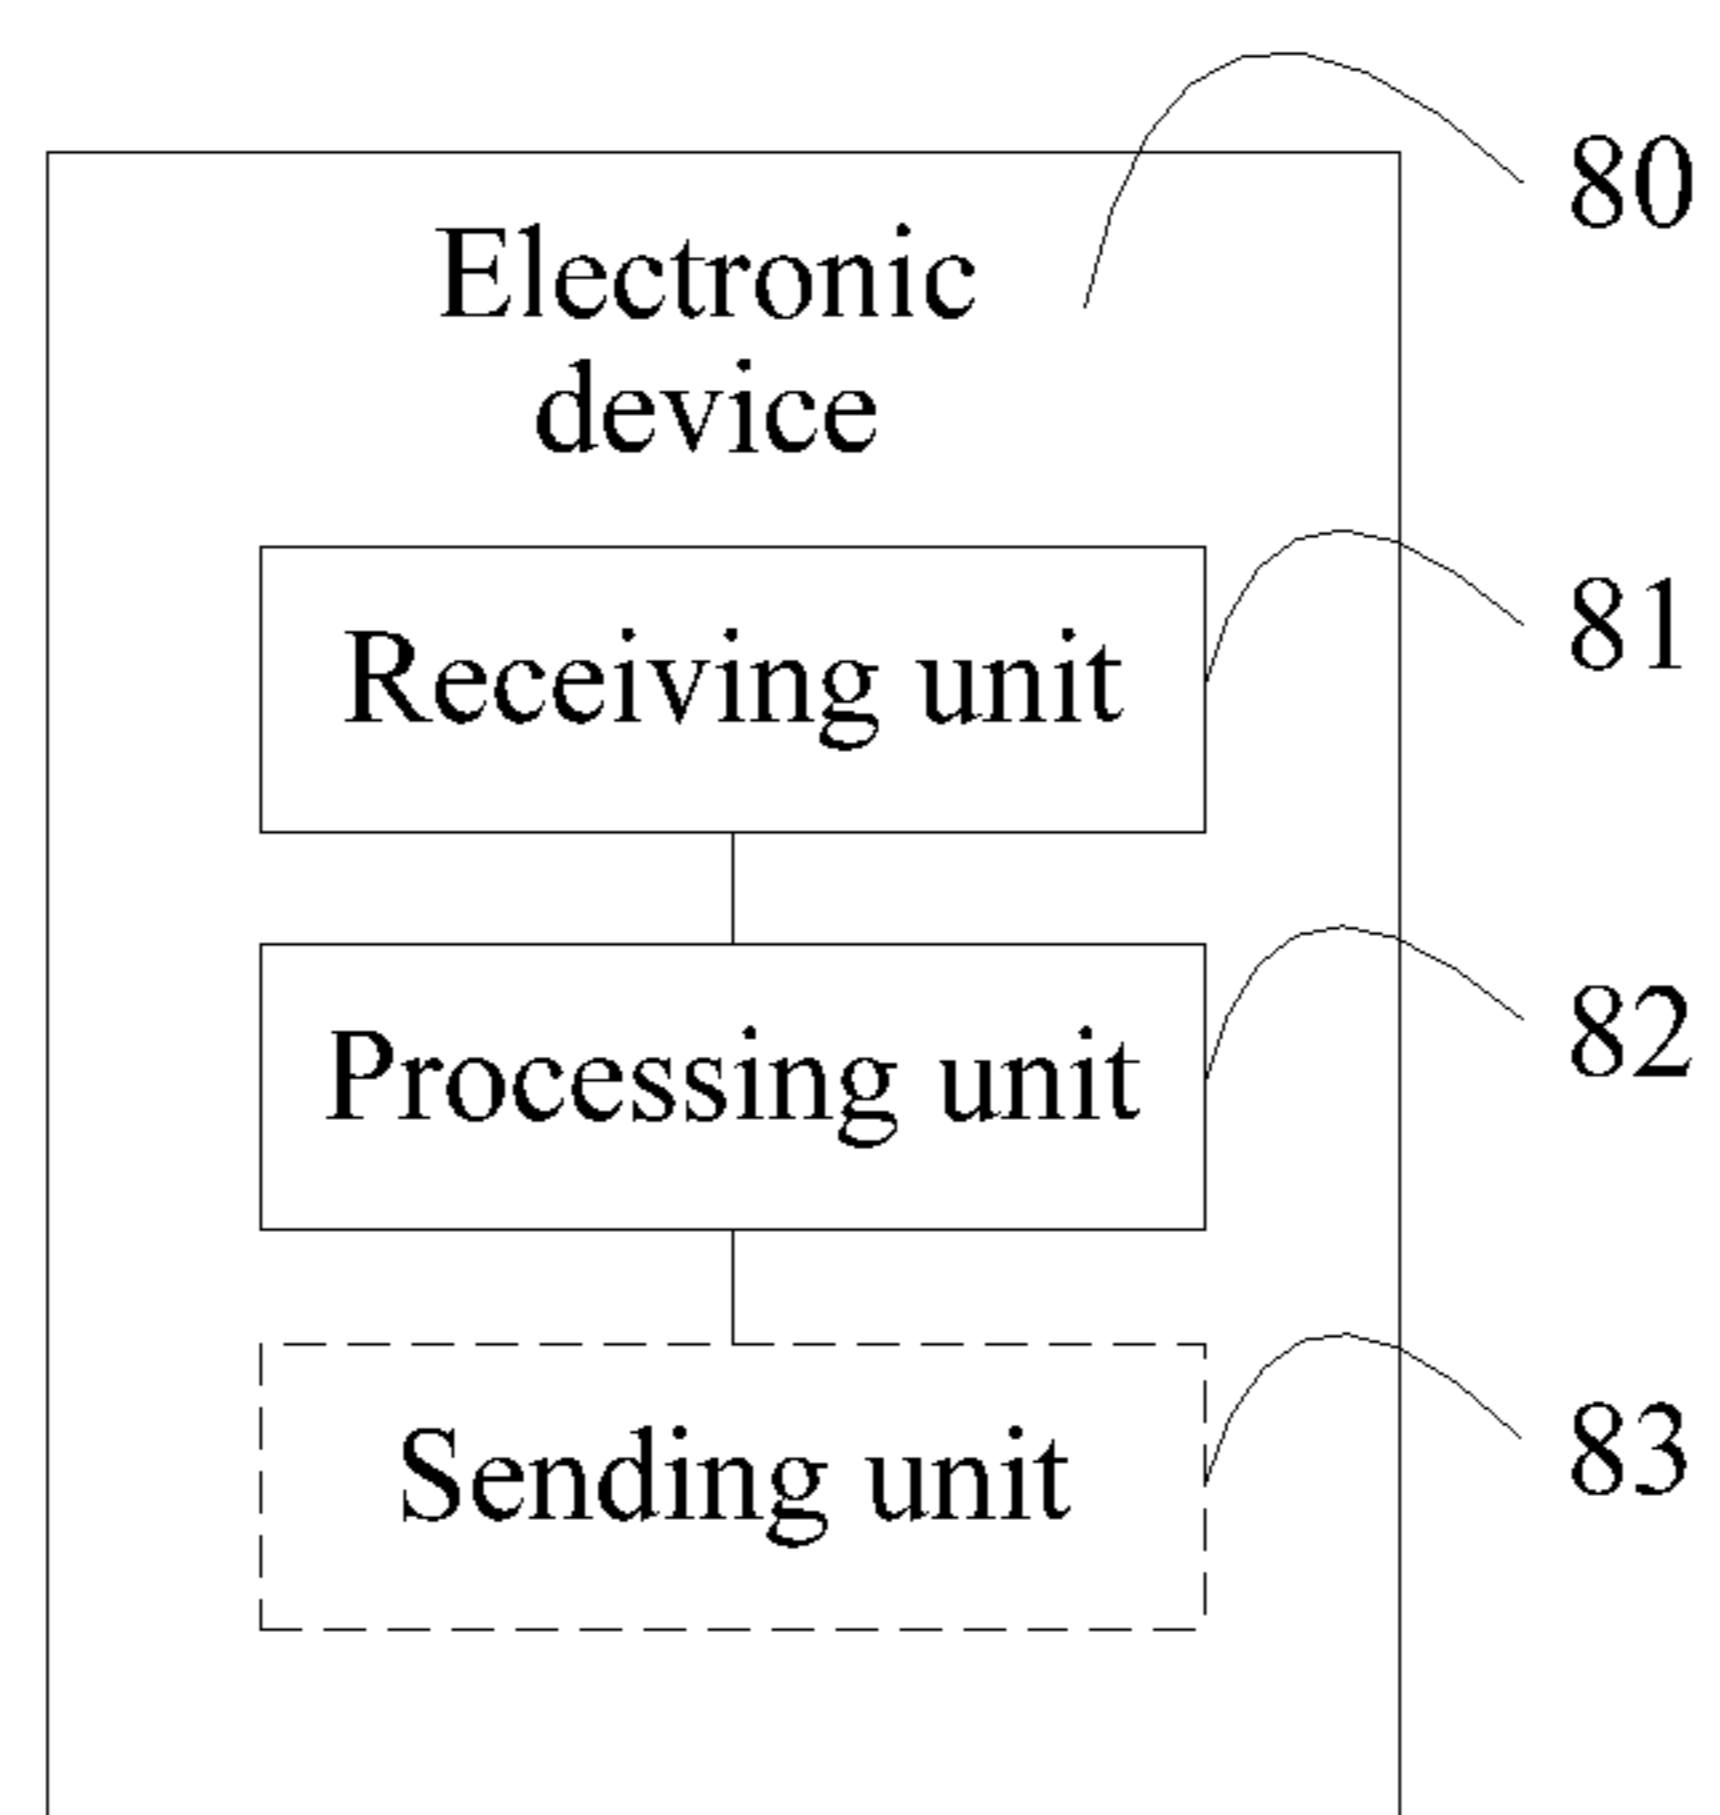 80
Electronic
device
Receiving unit
81
Processing unit
82
Sending unit
83